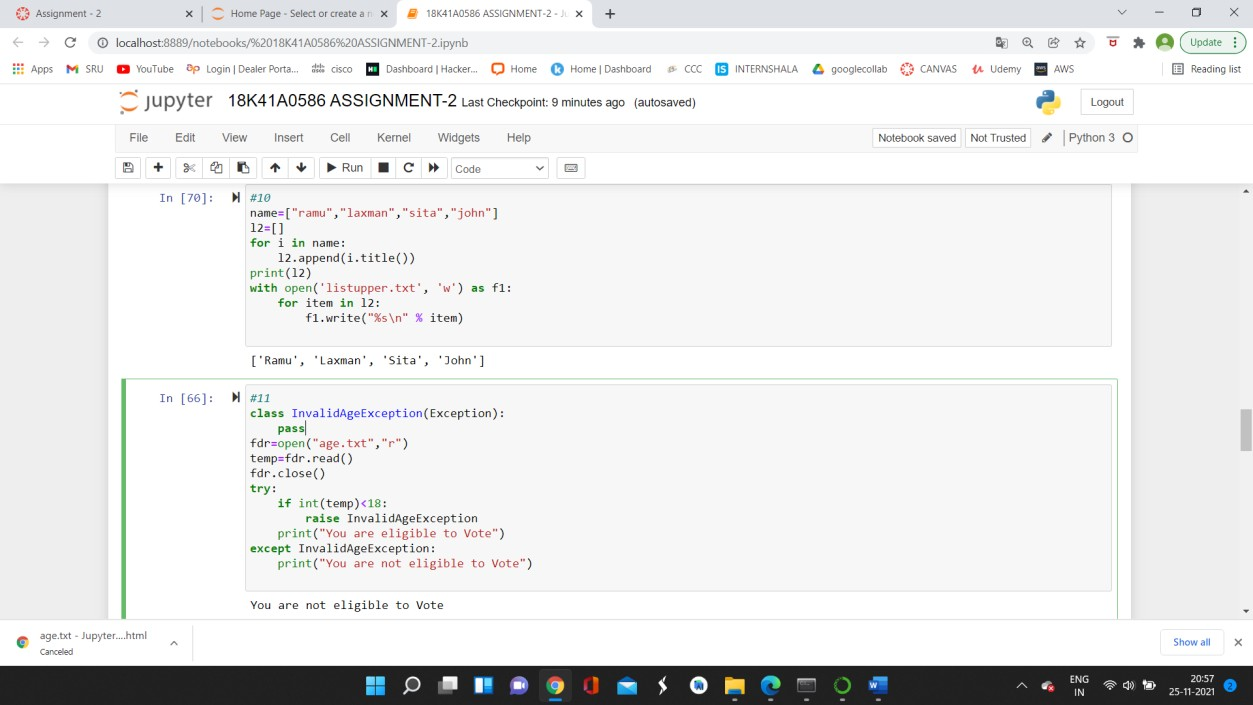 Assignment - 2
Home Page - Select or create a n
18K41A0586 ASSIGNMENT-2 - Ju
localhost:8889/notebooks/%2018K41A0586%20ASSIGNMENT-2.ipynb
Update
Apps SRU YouTube Login | Dealer Porta... cisco Dashboard | Hacker... Home Home | Dashboard CCC INTERNSHALA googlecollab CANVAS Udemy AWS Reading list
jupyter 18K41A0586 ASSIGNMENT-2 Last Checkpoint: 9 minutes ago (autosaved)
Logout
File Edit View Insert Cell Kernel Widgets Help
Notebook saved Not Trusted Python 3
Run Code
In [70]: #10
name=["ramu","laxman","sita","john"]
l2=[]
for i in name:
    l2.append(i.title())
print(l2)
with open('listupper.txt', 'w') as f1:
    for item in l2:
        f1.write("%s\n" % item)
['Ramu', 'Laxman', 'Sita', 'John']
In [66]: #11
class InvalidAgeException(Exception):
    pass
fdr=open("age.txt","r")
temp=fdr.read()
fdr.close()
try:
    if int(temp)<18:
        raise InvalidAgeException
    print("You are eligible to Vote")
except InvalidAgeException:
    print("You are not eligible to Vote")
You are not eligible to Vote
age.txt - Jupyter....html
Canceled
Show all
ENG
IN
20:57
25-11-2021
2